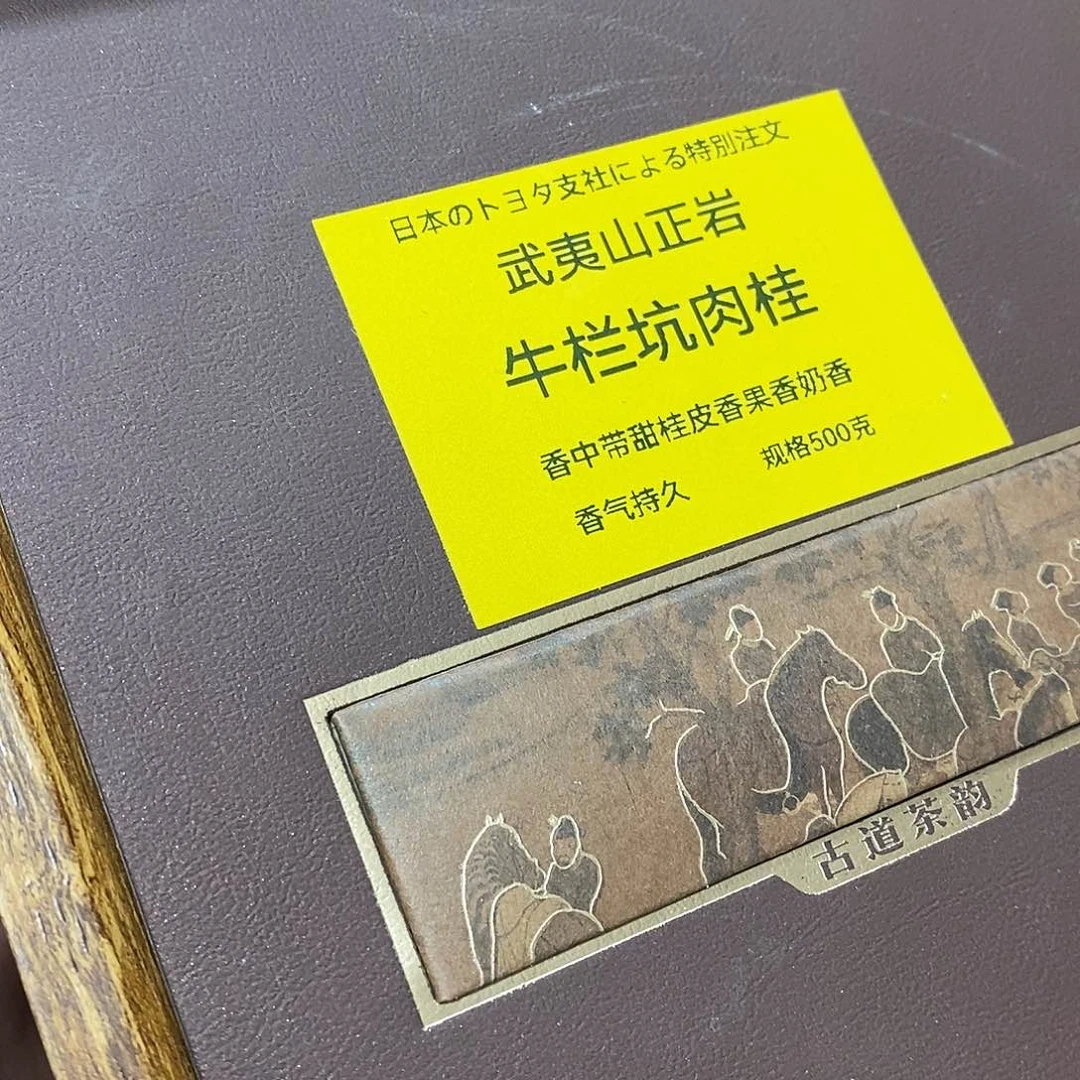 日本のトヨタ支社による特別注文
武夷山正岩
牛栏坑肉桂
香中带甜桂皮香果香奶香
香气持久 规格500克
古道茶韵